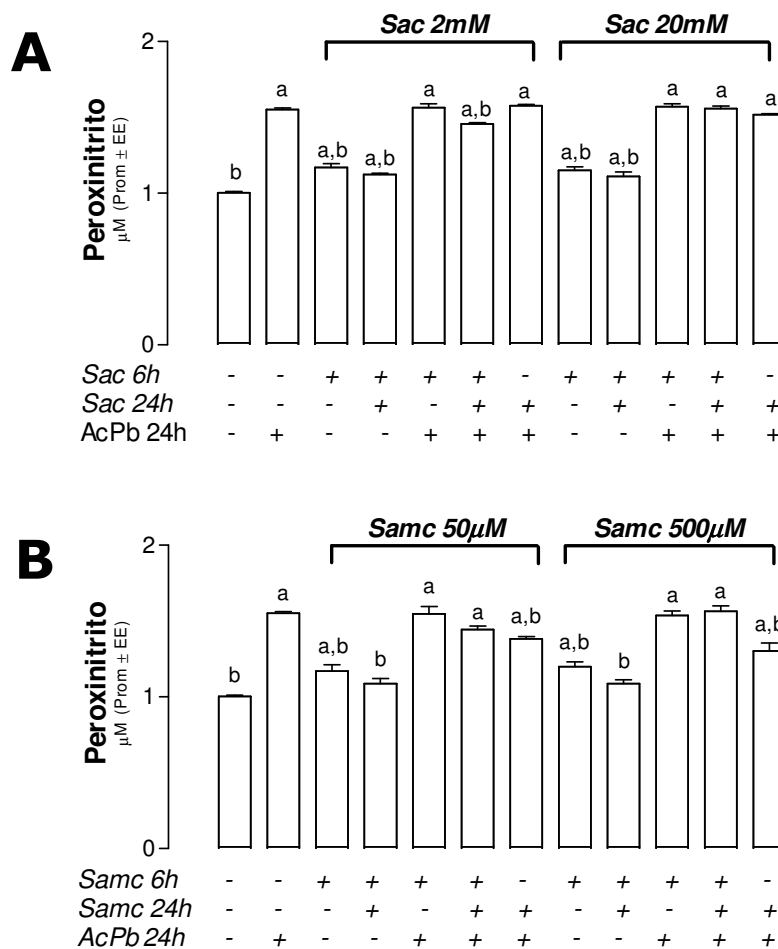 A
Sac 2mM Sac 20mM
2
1
0
Peroxinitrito
µM (Prom ± EE)
b a a,b a,b a a,b a a,b a,b a a a
Sac 6h - - + + + + - + + + + -
Sac 24h - - - + - + + - + - + +
AcPb 24h - + - - + + + - - + + +
B
Samc 50µM Samc 500µM
2
1
0
Peroxinitrito
µM (Prom ± EE)
b a a,b b a a a,b a,b b a a a,b
Samc 6h - - + + + + - + + + + -
Samc 24h - - - + - + + - + - + +
AcPb 24h - + - - + + + - - + + +